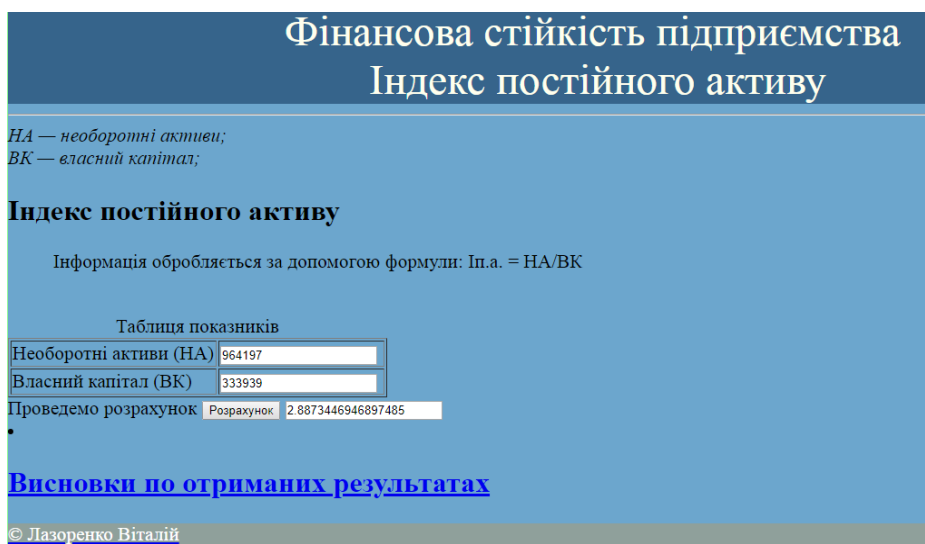 Фінансова стійкість підприємства
Індекс постійного активу
НА — необоротні активи;
ВК — власний капітал;
Індекс постійного активу
Інформація обробляється за допомогою формули: Іп.а. = НА/ВК
Таблиця показників
Необоротні активи (НА) 964197
Власний капітал (ВК) 333939
Проведемо розрахунок Розрахунок 2.8873446946897485
Висновки по отриманих результатах
© Лазоренко Віталій